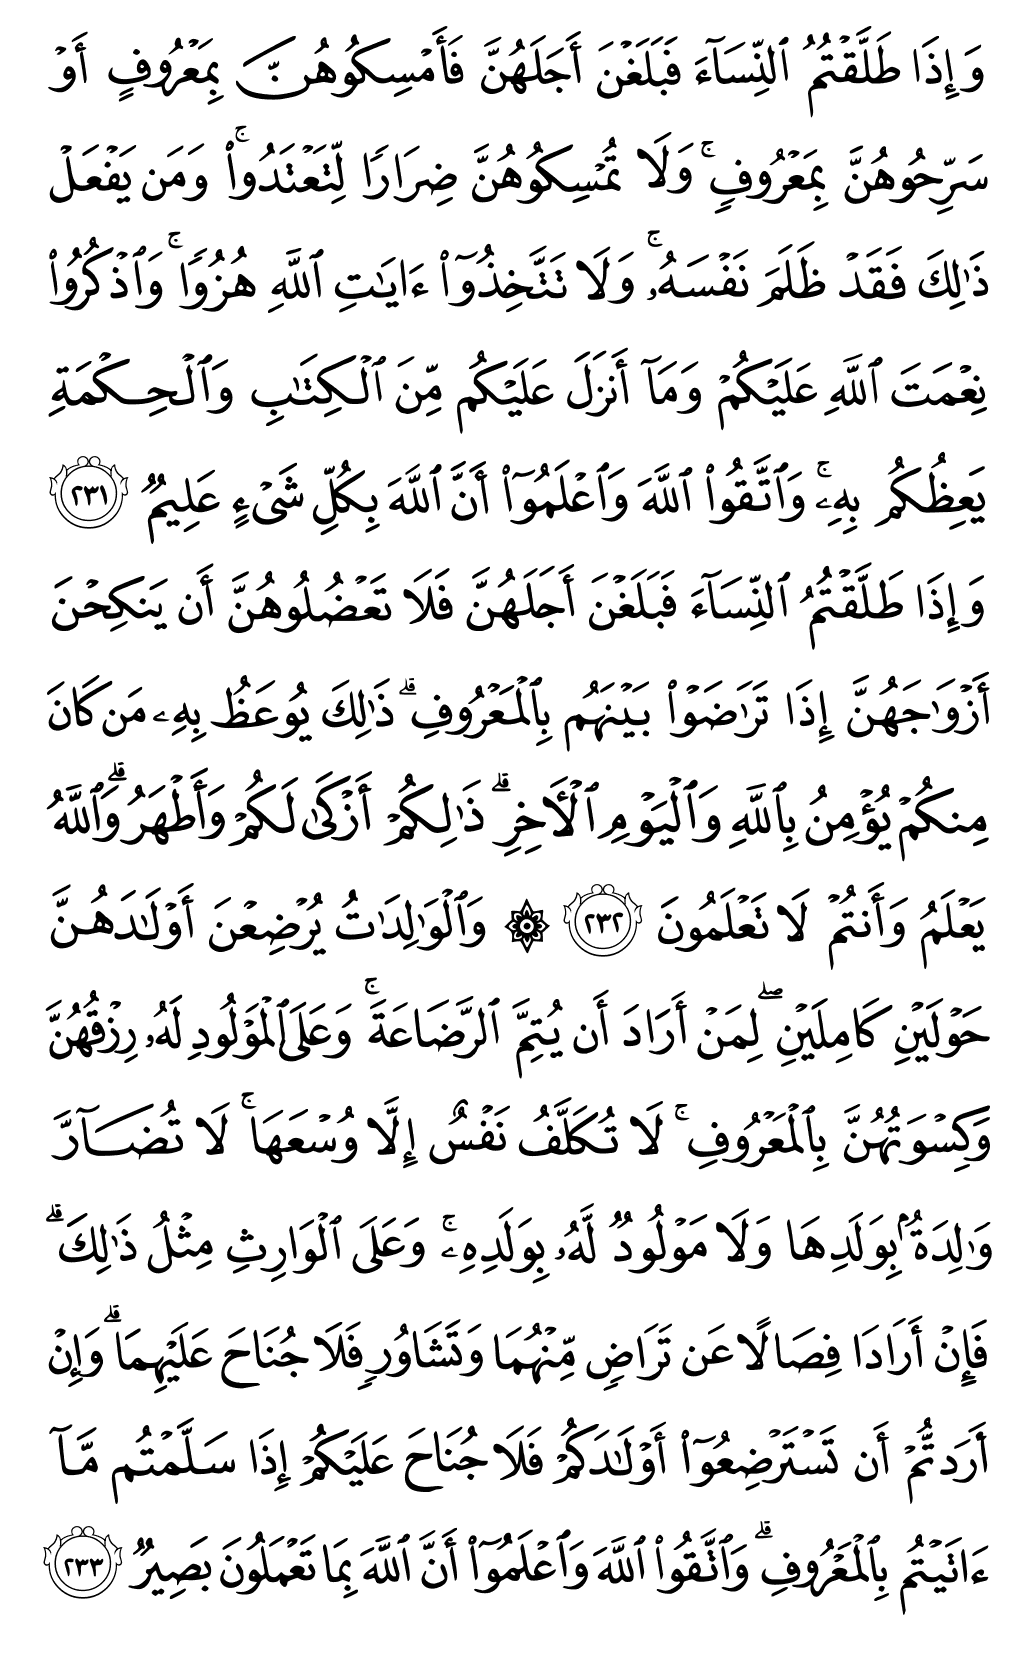 وَإِذَا طَلَّقْتُمُ ٱلنِّسَآءَ فَبَلَغْنَ أَجَلَهُنَّ فَأَمْسِكُوهُنَّ بِمَعْرُوفٍ أَوْ
سَرِّحُوهُنَّ بِمَعْرُوفٍۚ وَلَا تُمْسِكُوهُنَّ ضِرَارًا لِّتَعْتَدُوا۟ۚ وَمَن يَفْعَلْ
ذَٰلِكَ فَقَدْ ظَلَمَ نَفْسَهُۥۚ وَلَا تَتَّخِذُوٓا۟ ءَايَٰتِ ٱللَّهِ هُزُوًاۚ وَٱذْكُرُوا۟
نِعْمَتَ ٱللَّهِ عَلَيْكُمْ وَمَآ أَنزَلَ عَلَيْكُم مِّنَ ٱلْكِتَٰبِ وَٱلْحِكْمَةِ
يَعِظُكُم بِهِۦۚ وَٱتَّقُوا۟ ٱللَّهَ وَٱعْلَمُوٓا۟ أَنَّ ٱللَّهَ بِكُلِّ شَىْءٍ عَلِيمٌ ٢٣١
وَإِذَا طَلَّقْتُمُ ٱلنِّسَآءَ فَبَلَغْنَ أَجَلَهُنَّ فَلَا تَعْضُلُوهُنَّ أَن يَنكِحْنَ
أَزْوَٰجَهُنَّ إِذَا تَرَٰضَوْا۟ بَيْنَهُم بِٱلْمَعْرُوفِۗ ذَٰلِكَ يُوعَظُ بِهِۦ مَن كَانَ
مِنكُمْ يُؤْمِنُ بِٱللَّهِ وَٱلْيَوْمِ ٱلْـَٔاخِرِۗ ذَٰلِكُمْ أَزْكَىٰ لَكُمْ وَأَطْهَرُۗ وَٱللَّهُ
يَعْلَمُ وَأَنتُمْ لَا تَعْلَمُونَ ٢٣٢ ۞ وَٱلْوَٰلِدَٰتُ يُرْضِعْنَ أَوْلَٰدَهُنَّ
حَوْلَيْنِ كَامِلَيْنِۖ لِمَنْ أَرَادَ أَن يُتِمَّ ٱلرَّضَاعَةَۚ وَعَلَى ٱلْمَوْلُودِ لَهُۥ رِزْقُهُنَّ
وَكِسْوَتُهُنَّ بِٱلْمَعْرُوفِۚ لَا تُكَلَّفُ نَفْسٌ إِلَّا وُسْعَهَاۚ لَا تُضَآرَّ
وَٰلِدَةٌۢ بِوَلَدِهَا وَلَا مَوْلُودٌ لَّهُۥ بِوَلَدِهِۦۚ وَعَلَى ٱلْوَارِثِ مِثْلُ ذَٰلِكَۗ
فَإِنْ أَرَادَا فِصَالًا عَن تَرَاضٍ مِّنْهُمَا وَتَشَاوُرٍ فَلَا جُنَاحَ عَلَيْهِمَاۗ وَإِنْ
أَرَدتُّمْ أَن تَسْتَرْضِعُوٓا۟ أَوْلَٰدَكُمْ فَلَا جُنَاحَ عَلَيْكُمْ إِذَا سَلَّمْتُم مَّآ
ءَاتَيْتُم بِٱلْمَعْرُوفِۗ وَٱتَّقُوا۟ ٱللَّهَ وَٱعْلَمُوٓا۟ أَنَّ ٱللَّهَ بِمَا تَعْمَلُونَ بَصِيرٌ ٢٣٣